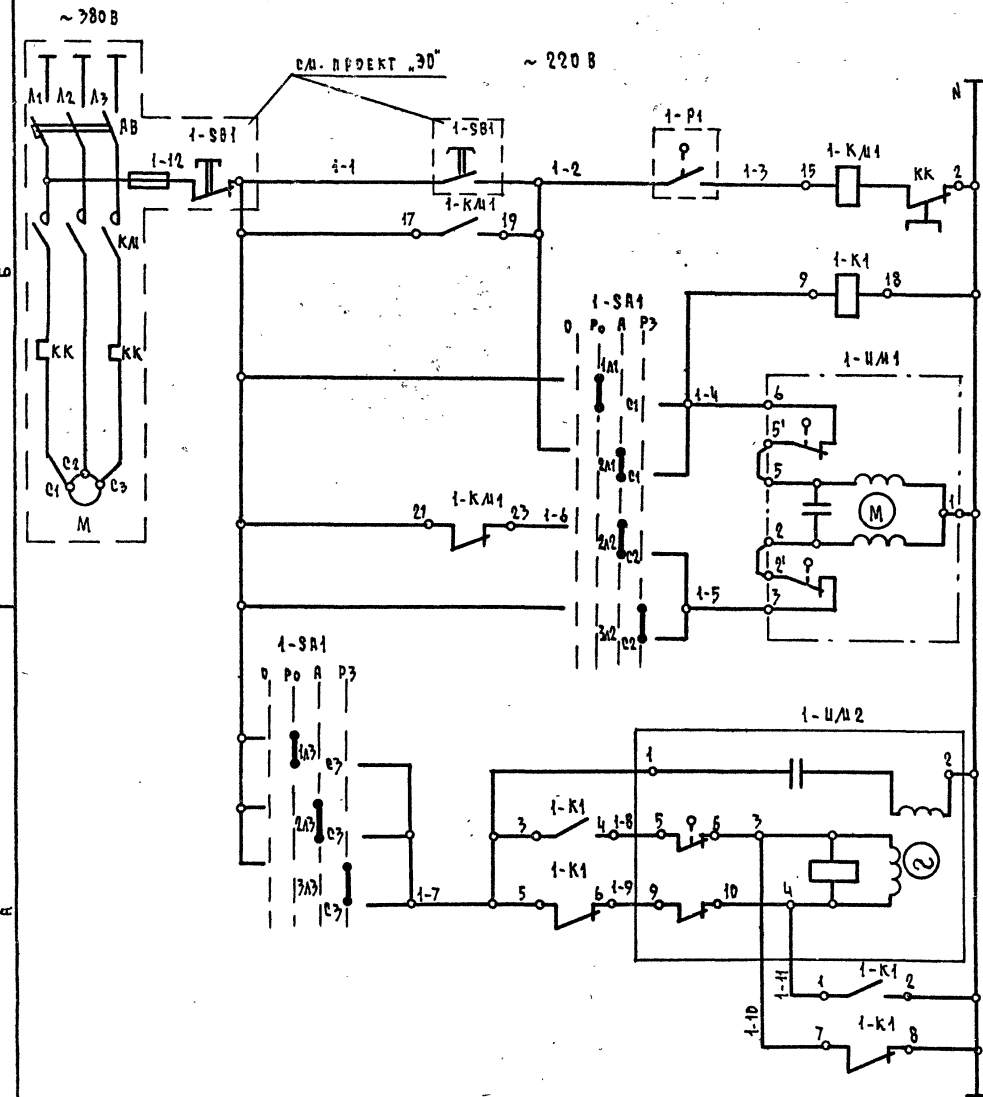 ~ 380 В
см. проект „ЭО"
~ 220 В
N
Л1 Л2 Л3
АВ
1-SB1
1-SB1
1-Р1
1-12
1-1
1-2
1-3
15
1-КМ1
КК
2
17
1-КМ1
19
КМ
Б
9
1-К1
18
1-SA1
0 Р0 А РЗ
КК
КК
1-ИМ1
1Л1
С1
1-4
6
5'
2Л1
С1
5
С2
С1
С3
М
М
1
21
1-КМ1
23
1-6
2
2Л2
С2
2'
1-5
3
3Л2
С2
1-SA1
0 Р0 А РЗ
1-ИМ2
1Л3
С3
1
2
2Л3
С3
3
1-К1
4
1-8
5
6
3
1-К1
3Л3
С3
1-7
5
6
1-9
9
10
4
А
1-11
1
1-К1
2
1-10
7
1-К1
8